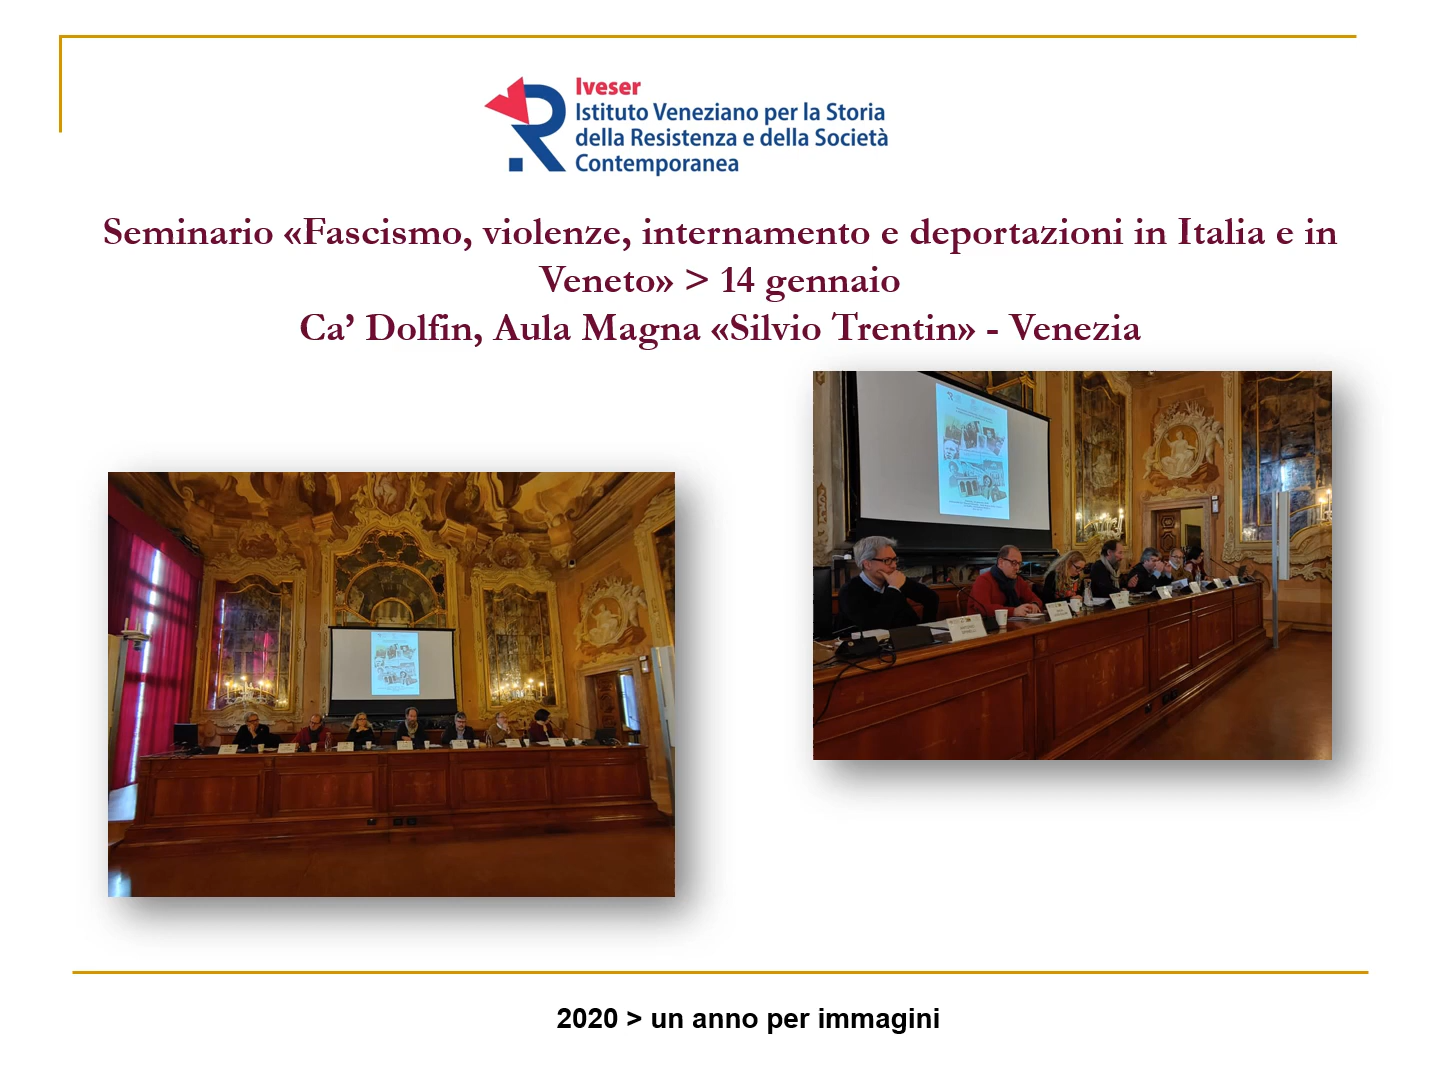 Iveser
Istituto Veneziano per la Storia
della Resistenza e della Società
Contemporanea
Seminario «Fascismo, violenze, internamento e deportazioni in Italia e in
Veneto» > 14 gennaio
Ca’ Dolfin, Aula Magna «Silvio Trentin» - Venezia
2020 > un anno per immagini